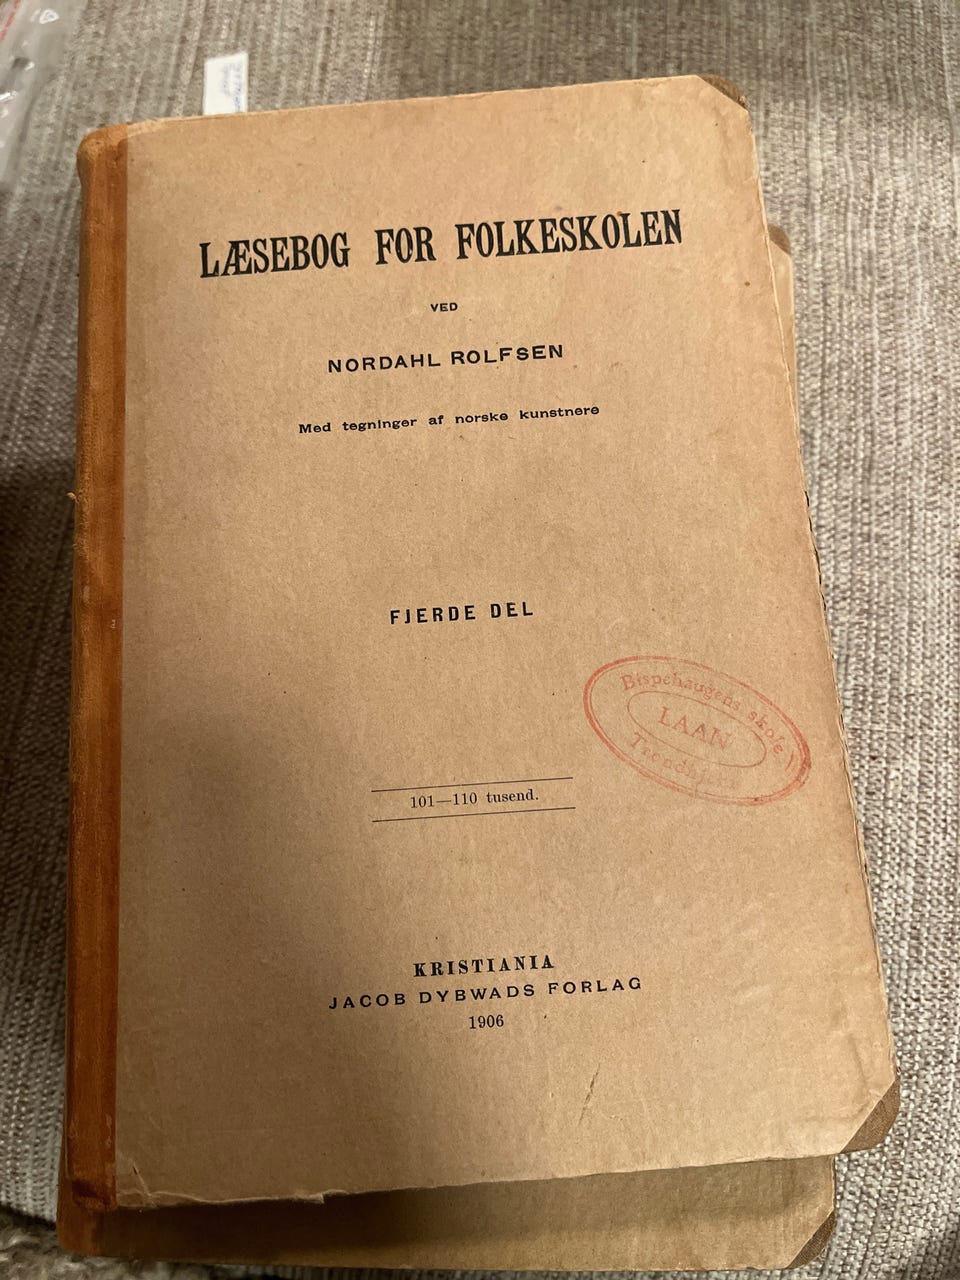 LÆSEBOG FOR FOLKESKOLEN
VED
NORDAHL ROLFSEN
Med tegninger af norske kunstnere
FJERDE DEL
Bispehaugens skole
LAAN
Trondhjem
101—110 tusend.
KRISTIANIA
JACOB DYBWADS FORLAG
1906